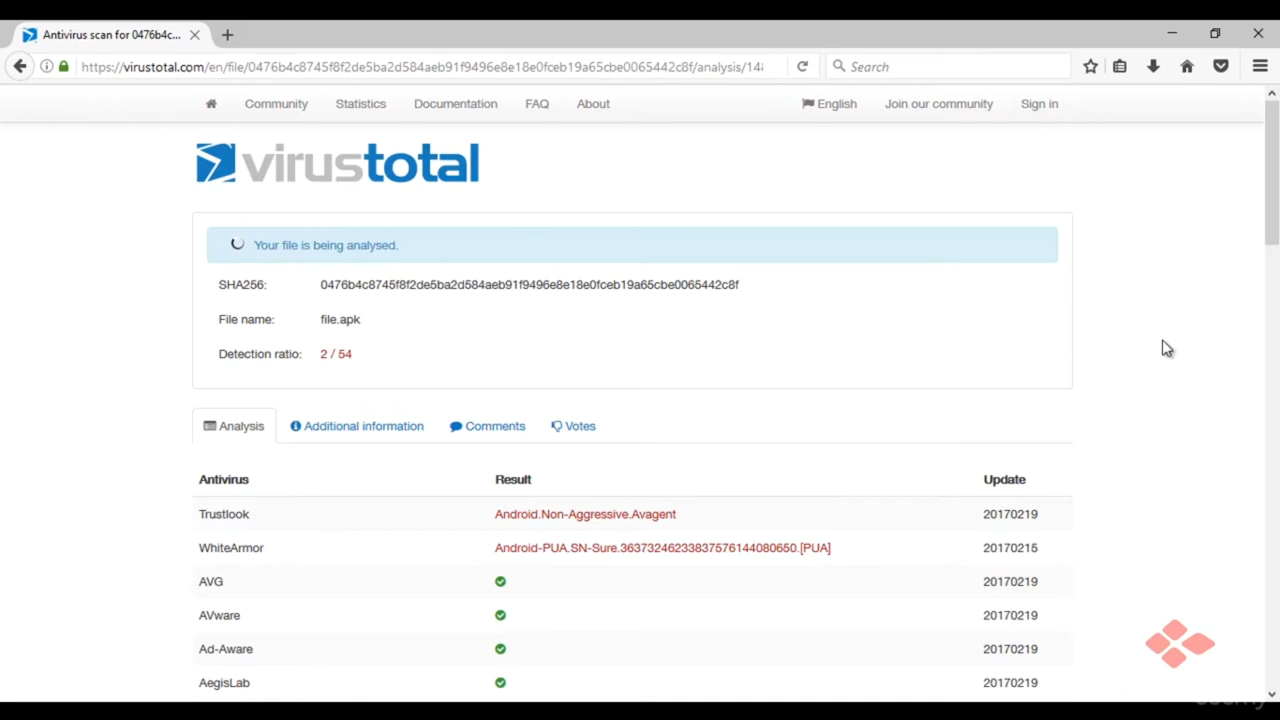 Antivirus scan for 0476b4c...
https://virustotal.com/en/file/0476b4c8745f8f2de5ba2d584aeb91f9496e8e18e0fceb19a65cbe0065442c8f/analysis/148
Search
Community Statistics Documentation FAQ About English Join our community Sign in
virustotal
Your file is being analysed.
SHA256: 0476b4c8745f8f2de5ba2d584aeb91f9496e8e18e0fceb19a65cbe0065442c8f
File name: file.apk
Detection ratio: 2 / 54
Analysis Additional information Comments Votes
Antivirus Result Update
Trustlook Android.Non-Aggressive.Avagent 20170219
WhiteArmor Android-PUA.SN-Sure.36373246233837576144080650.[PUA] 20170215
AVG 20170219
AVware 20170219
Ad-Aware 20170219
AegisLab 20170219